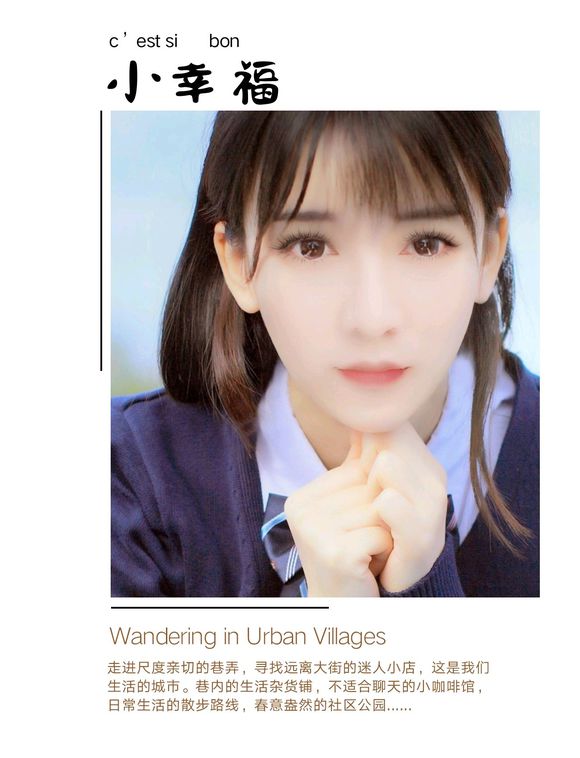 c’est si bon
小幸福
Wandering in Urban Villages
走进尺度亲切的巷弄，寻找远离大街的迷人小店，这是我们
生活的城市。巷内的生活杂货铺，不适合聊天的小咖啡馆，
日常生活的散步路线，春意盎然的社区公园......